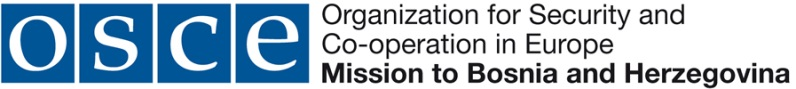 osce Organization for Security and
Co-operation in Europe
Mission to Bosnia and Herzegovina